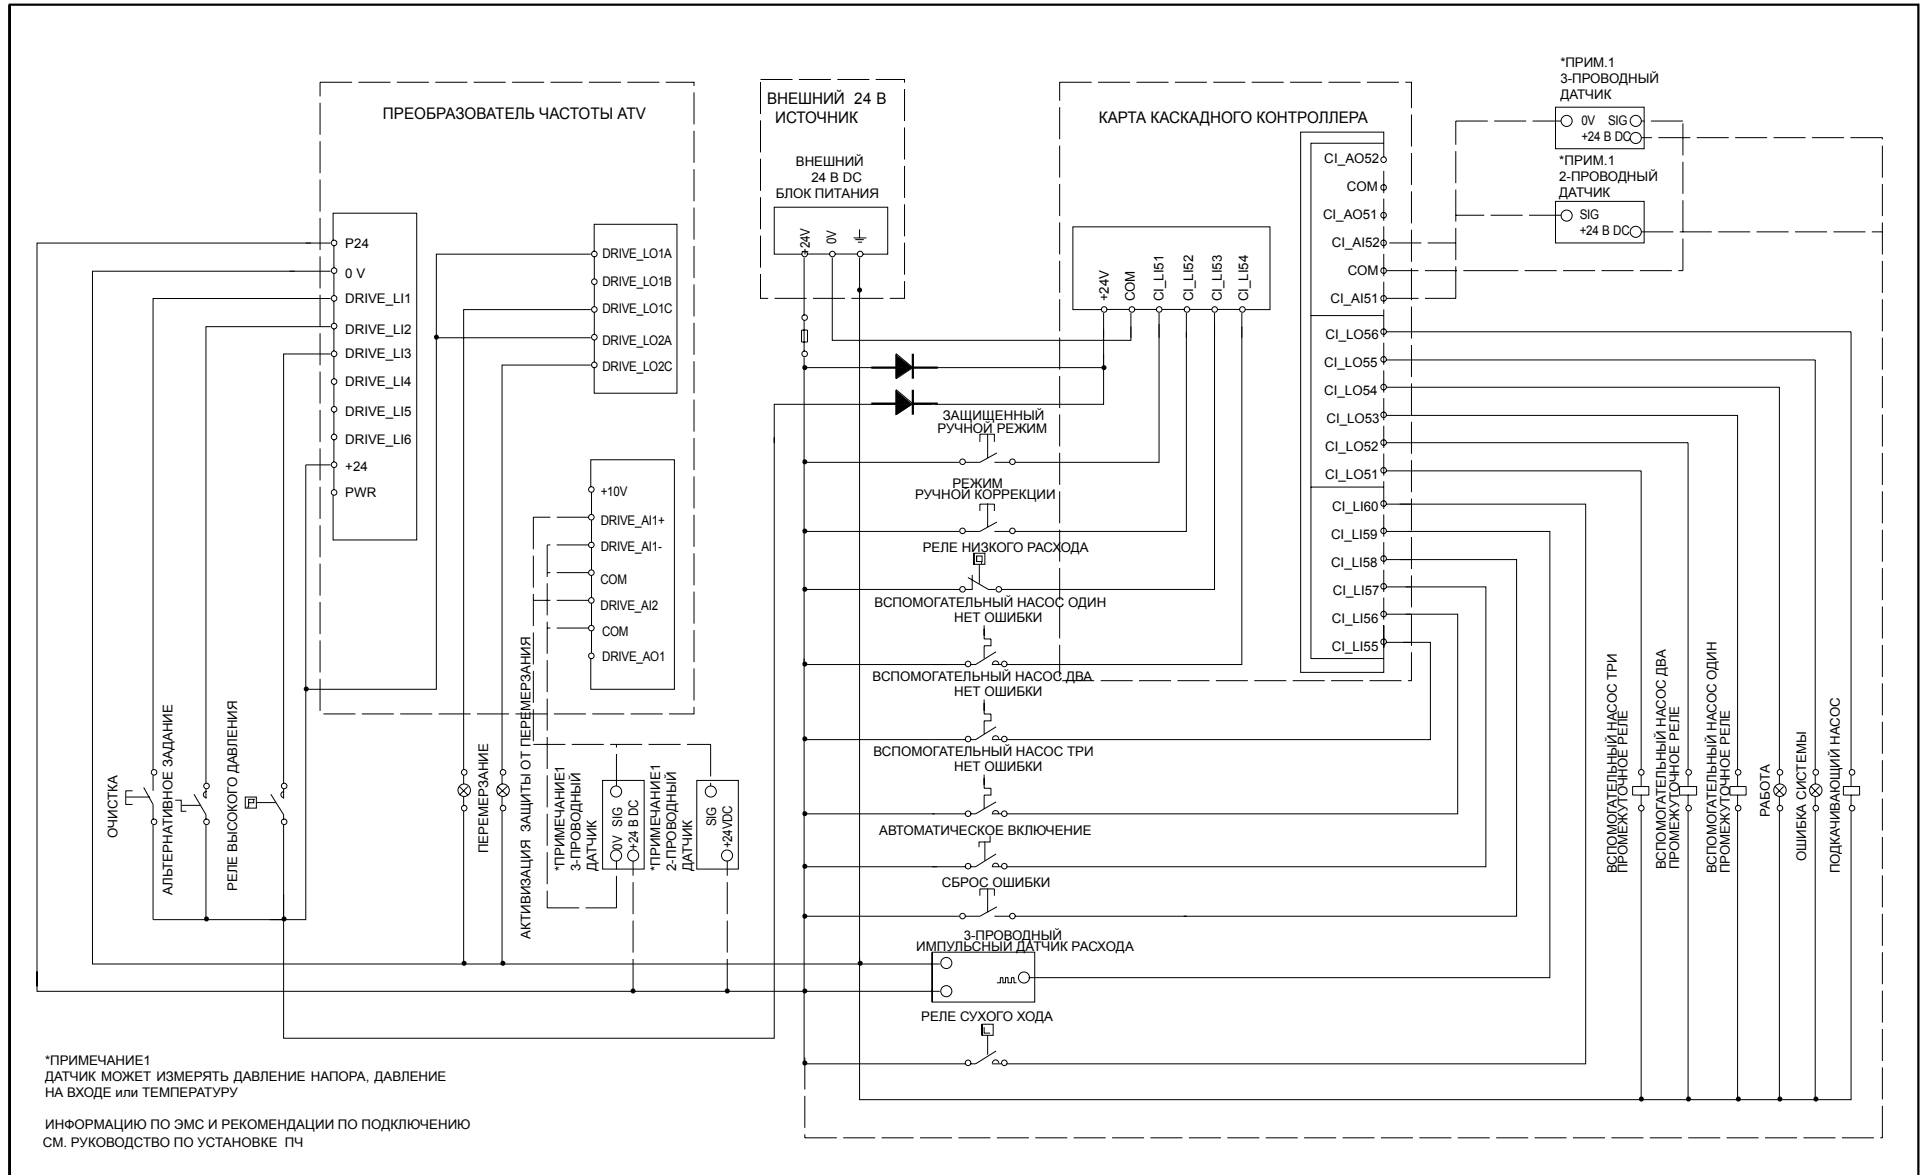 ПРЕОБРАЗОВАТЕЛЬ ЧАСТОТЫ ATV
P24
0 V
DRIVE_LI1
DRIVE_LI2
DRIVE_LI3
DRIVE_LI4
DRIVE_LI5
DRIVE_LI6
+24
PWR
DRIVE_LO1A
DRIVE_LO1B
DRIVE_LO1C
DRIVE_LO2A
DRIVE_LO2C
+10V
DRIVE_AI1+
DRIVE_AI1-
COM
DRIVE_AI2
COM
DRIVE_AO1
ОЧИСТКА
АЛЬТЕРНАТИВНОЕ ЗАДАНИЕ
РЕЛЕ ВЫСОКОГО ДАВЛЕНИЯ
ПЕРЕМЕРЗАНИЕ
АКТИВИЗАЦИЯ ЗАЩИТЫ ОТ ПЕРЕМЕРЗАНИЯ
*ПРИМЕЧАНИЕ1
3-ПРОВОДНЫЙ
ДАТЧИК
0V SIG
+24 В DC
*ПРИМЕЧАНИЕ1
2-ПРОВОДНЫЙ
ДАТЧИК
SIG
+24VDC
ВНЕШНИЙ 24 В
ИСТОЧНИК
ВНЕШНИЙ
24 В DC
БЛОК ПИТАНИЯ
+24V
0V
КАРТА КАСКАДНОГО КОНТРОЛЛЕРА
+24V
COM
CI_LI51
CI_LI52
CI_LI53
CI_LI54
CI_AO52
COM
CI_AO51
CI_AI52
COM
CI_AI51
CI_LO56
CI_LO55
CI_LO54
CI_LO53
CI_LO52
CI_LO51
CI_LI60
CI_LI59
CI_LI58
CI_LI57
CI_LI56
CI_LI55
ЗАЩИЩЕННЫЙ
РУЧНОЙ РЕЖИМ
РЕЖИМ
РУЧНОЙ КОРРЕКЦИИ
РЕЛЕ НИЗКОГО РАСХОДА
ВСПОМОГАТЕЛЬНЫЙ НАСОС ОДИН
НЕТ ОШИБКИ
ВСПОМОГАТЕЛЬНЫЙ НАСОС ДВА
НЕТ ОШИБКИ
ВСПОМОГАТЕЛЬНЫЙ НАСОС ТРИ
НЕТ ОШИБКИ
АВТОМАТИЧЕСКОЕ ВКЛЮЧЕНИЕ
СБРОС ОШИБКИ
3-ПРОВОДНЫЙ
ИМПУЛЬСНЫЙ ДАТЧИК РАСХОДА
РЕЛЕ СУХОГО ХОДА
*ПРИМ.1
3-ПРОВОДНЫЙ
ДАТЧИК
0V SIG
+24 В DC
*ПРИМ.1
2-ПРОВОДНЫЙ
ДАТЧИК
SIG
+24 В DC
ВСПОМОГАТЕЛЬНЫЙ НАСОС ТРИ
ПРОМЕЖУТОЧНОЕ РЕЛЕ
ВСПОМОГАТЕЛЬНЫЙ НАСОС ДВА
ПРОМЕЖУТОЧНОЕ РЕЛЕ
ВСПОМОГАТЕЛЬНЫЙ НАСОС ОДИН
ПРОМЕЖУТОЧНОЕ РЕЛЕ
РАБОТА
ОШИБКА СИСТЕМЫ
ПОДКАЧИВАЮЩИЙ НАСОС
*ПРИМЕЧАНИЕ1
ДАТЧИК МОЖЕТ ИЗМЕРЯТЬ ДАВЛЕНИЕ НАПОРА, ДАВЛЕНИЕ
НА ВХОДЕ или ТЕМПЕРАТУРУ
ИНФОРМАЦИЮ ПО ЭМС И РЕКОМЕНДАЦИИ ПО ПОДКЛЮЧЕНИЮ
СМ. РУКОВОДСТВО ПО УСТАНОВКЕ ПЧ